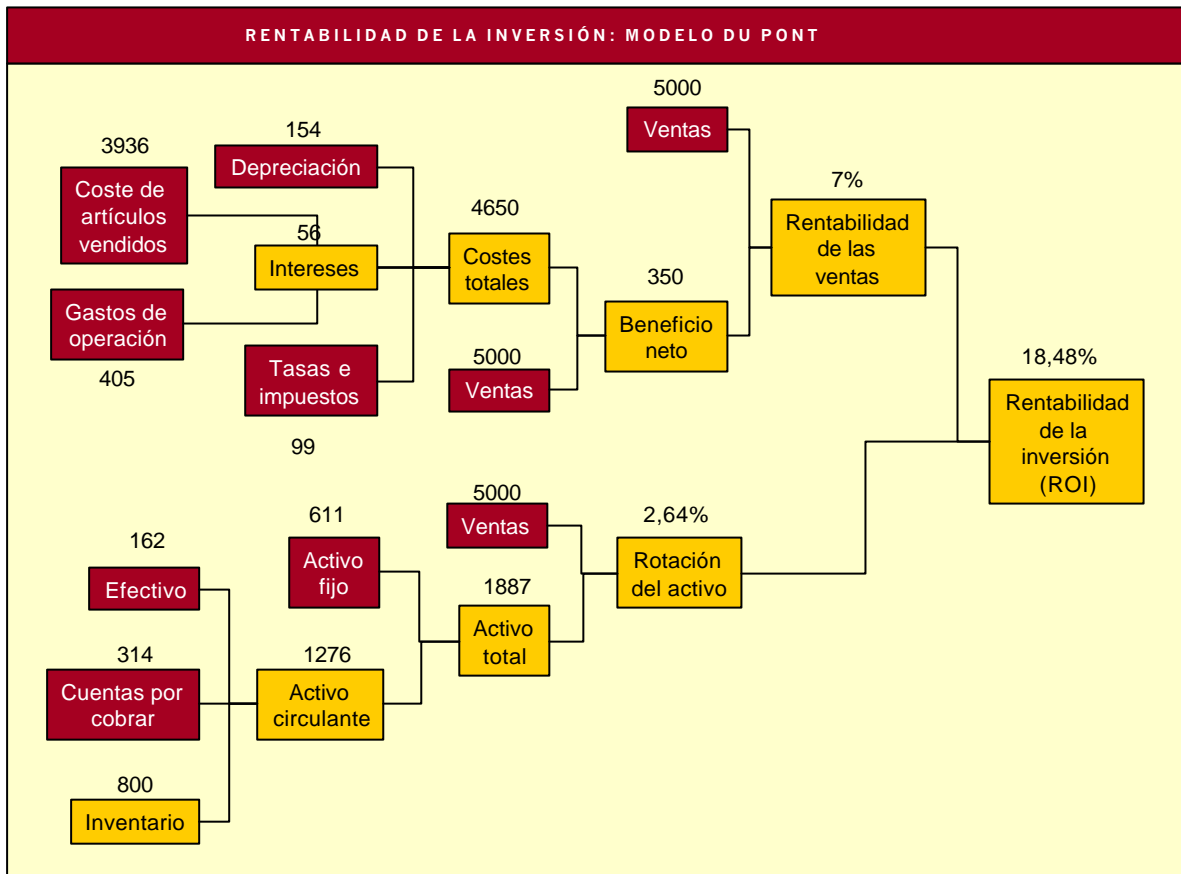 RENTABILIDAD DE LA INVERSIÓN: MODELO DU PONT
5000
Ventas
3936
Coste de
artículos
vendidos
154
Depreciación
56
Intereses
Gastos de
operación
405
Tasas e
impuestos
99
4650
Costes
totales
5000
Ventas
350
Beneficio
neto
7%
Rentabilidad
de las
ventas
18,48%
Rentabilidad
de la
inversión
(ROI)
5000
Ventas
2,64%
Rotación
del activo
611
Activo
fijo
1887
Activo
total
162
Efectivo
314
Cuentas por
cobrar
1276
Activo
circulante
800
Inventario